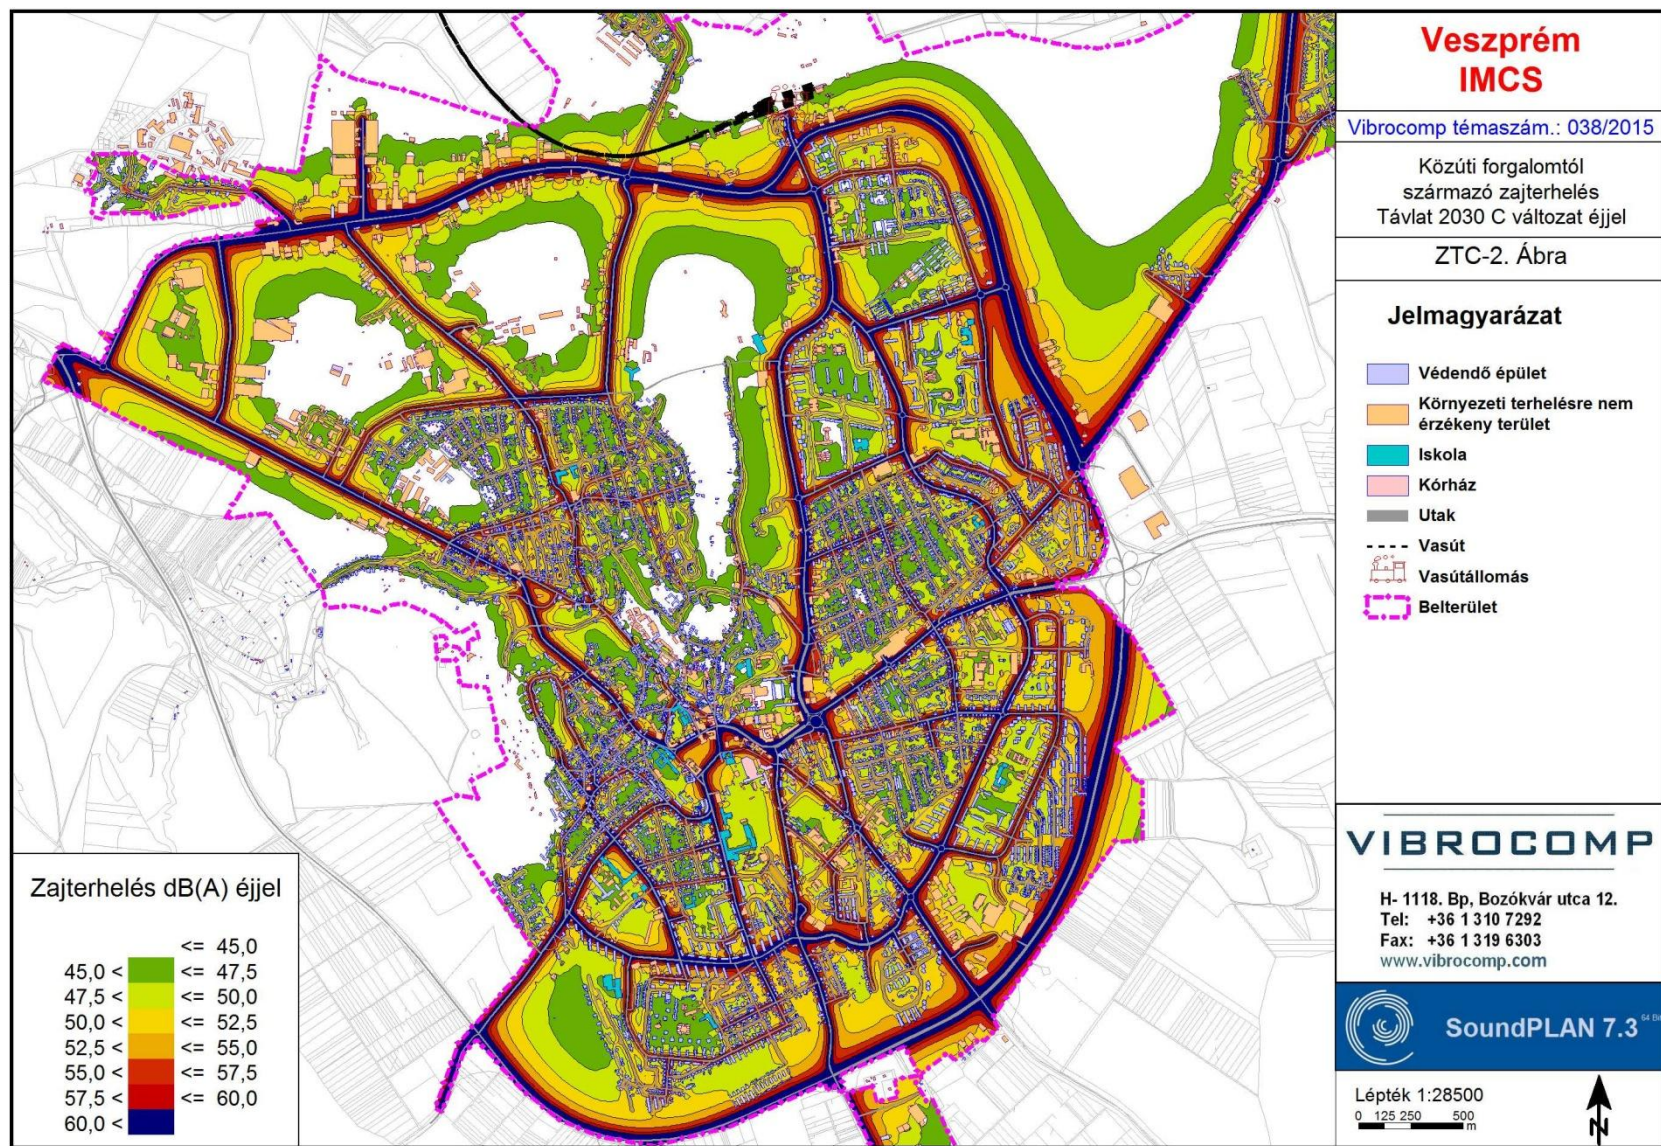 Veszprém
IMCS
Vibrocomp témaszám.: 038/2015
Közúti forgalomtól
származó zajterhelés
Távlat 2030 C változat éjjel
ZTC-2. Ábra
Jelmagyarázat
Védendő épület
Környezeti terhelésre nem
érzékeny terület
Iskola
Kórház
Utak
Vasút
Vasútállomás
Belterület
VIBROCOMP
H- 1118. Bp, Bozókvár utca 12.
Tel: +36 1 310 7292
Fax: +36 1 319 6303
www.vibrocomp.com
SoundPLAN 7.3 64 Bit
Lépték 1:28500
0 125 250 500
m
N
Zajterhelés dB(A) éjjel
<= 45,0
45,0 < <= 47,5
47,5 < <= 50,0
50,0 < <= 52,5
52,5 < <= 55,0
55,0 < <= 57,5
57,5 < <= 60,0
60,0 <